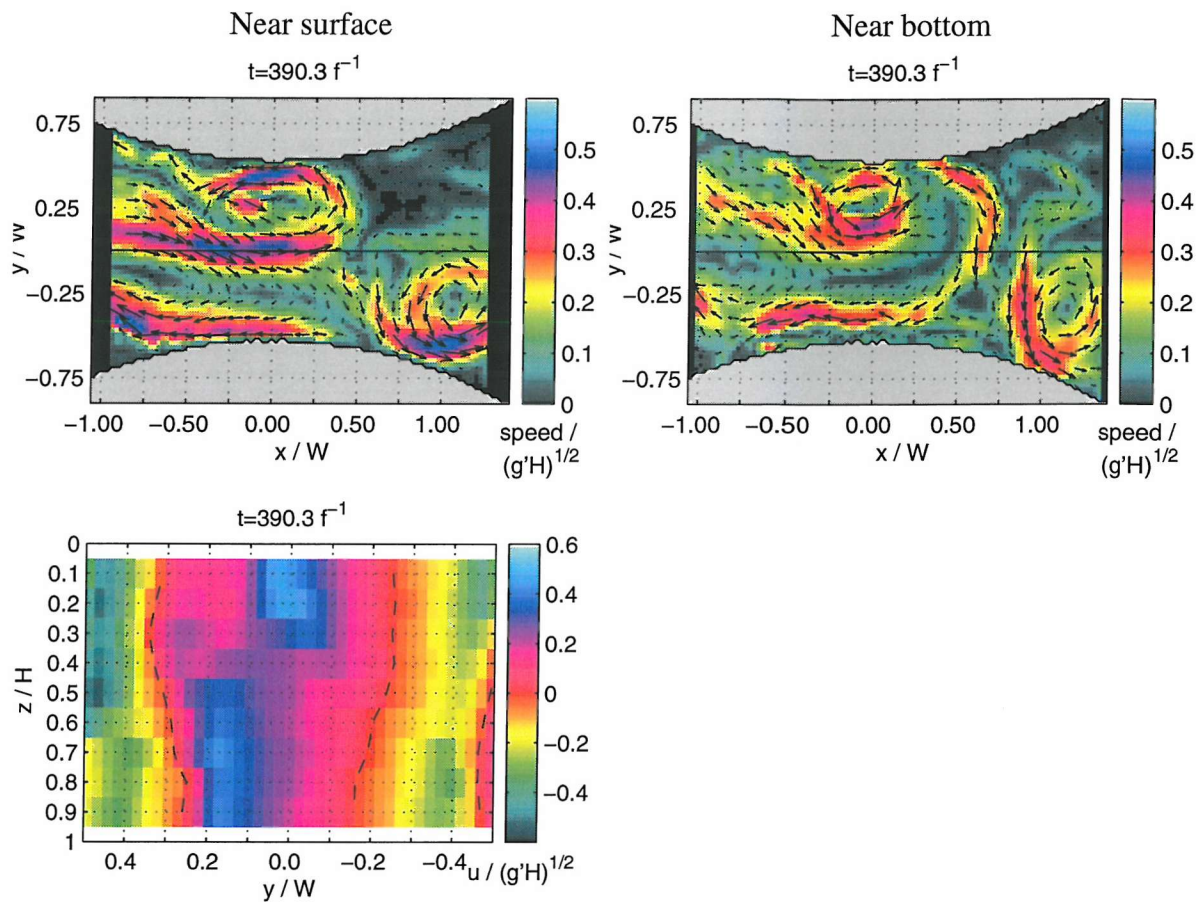 Near surface
t=390.3 f⁻¹
0.75
0.25
−0.25
−0.75
y / W
−1.00 −0.50 0.00 0.50 1.00
x / W
0.5
0.4
0.3
0.2
0.1
0
speed /
(g'H)^1/2
Near bottom
t=390.3 f⁻¹
0.75
0.25
−0.25
−0.75
y / W
−1.00 −0.50 0.00 0.50 1.00
x / W
0.5
0.4
0.3
0.2
0.1
0
speed /
(g'H)^1/2
t=390.3 f⁻¹
0
0.1
0.2
0.3
0.4
0.5
0.6
0.7
0.8
0.9
1
z / H
0.4 0.2 0.0 −0.2 −0.4
y / W
0.6
0.4
0.2
0
−0.2
−0.4
u / (g'H)^1/2